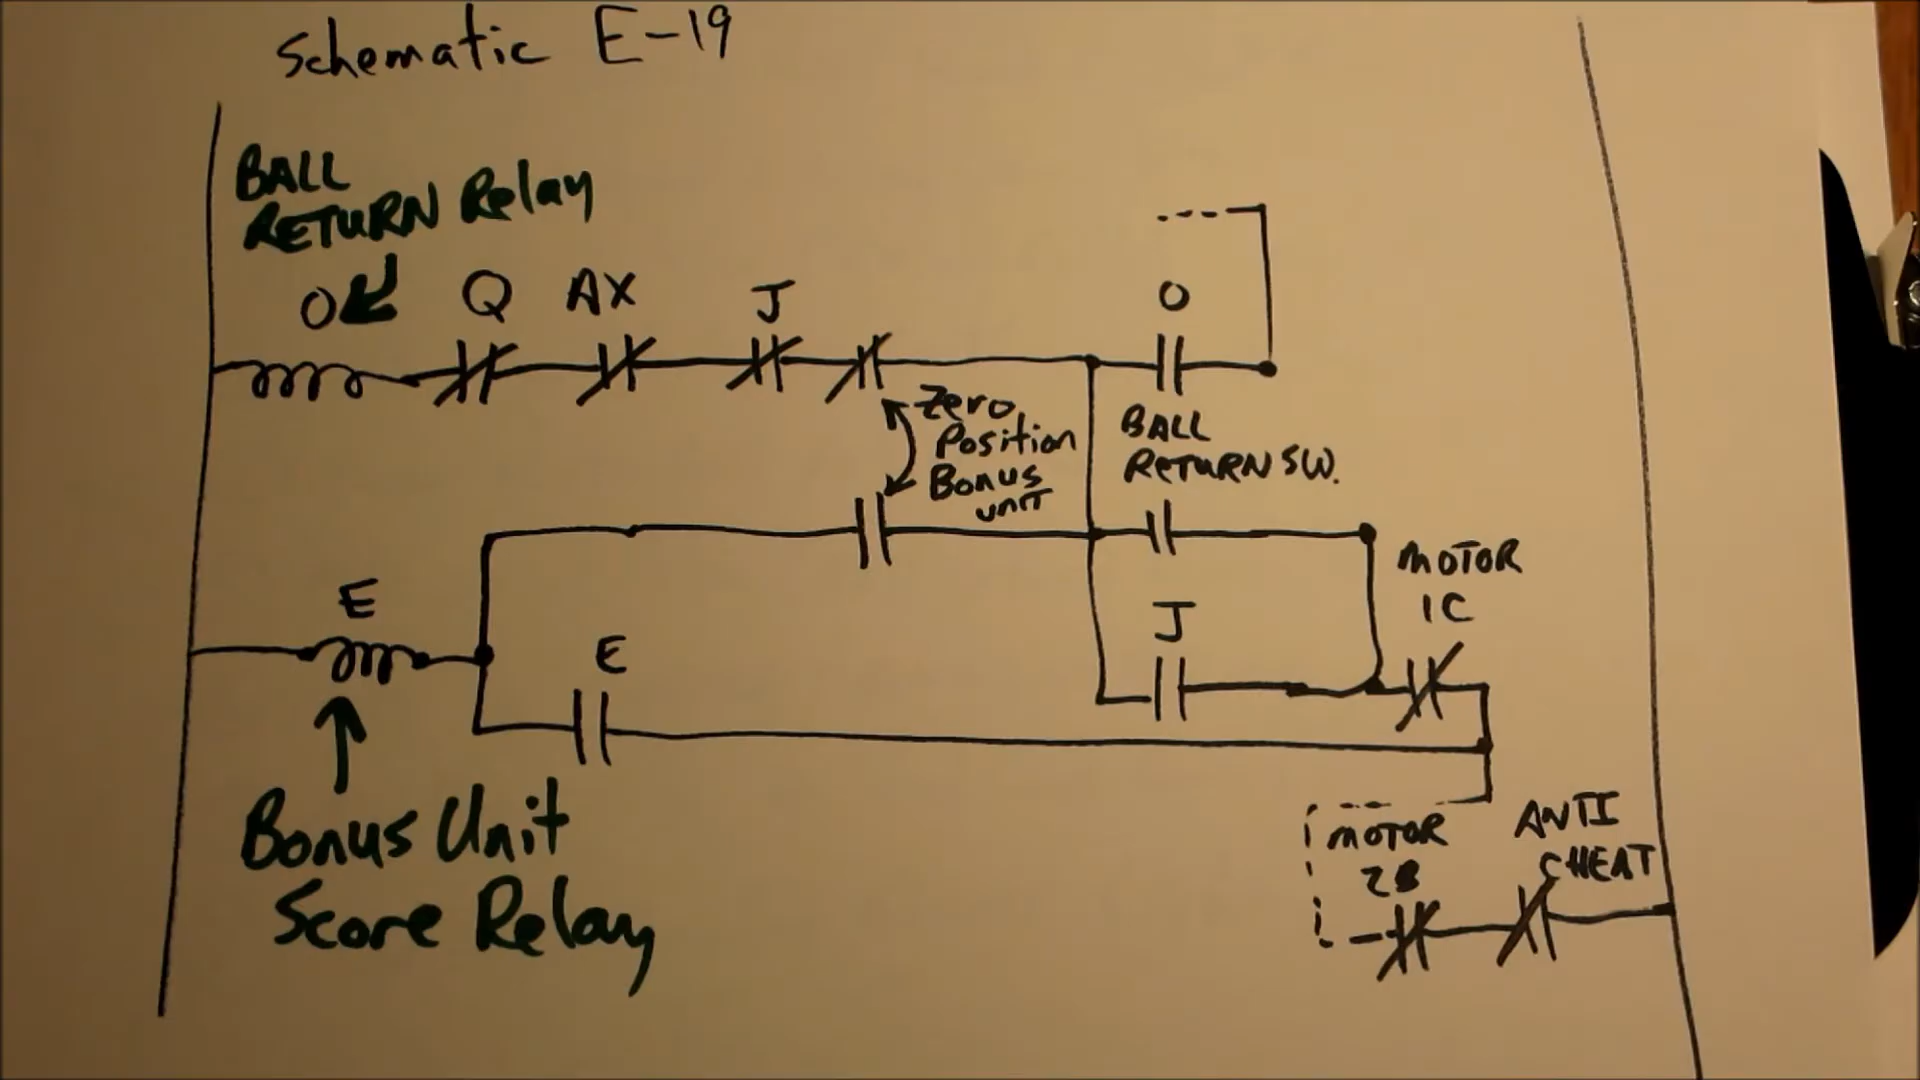 Schematic E-19
BALL
RETURN Relay
O
Q
AX
J
O
Zero
Position
Bonus
unit
BALL
RETURN SW.
MOTOR
1C
J
E
E
Bonus Unit
Score Relay
MOTOR
2B
ANTI
CHEAT